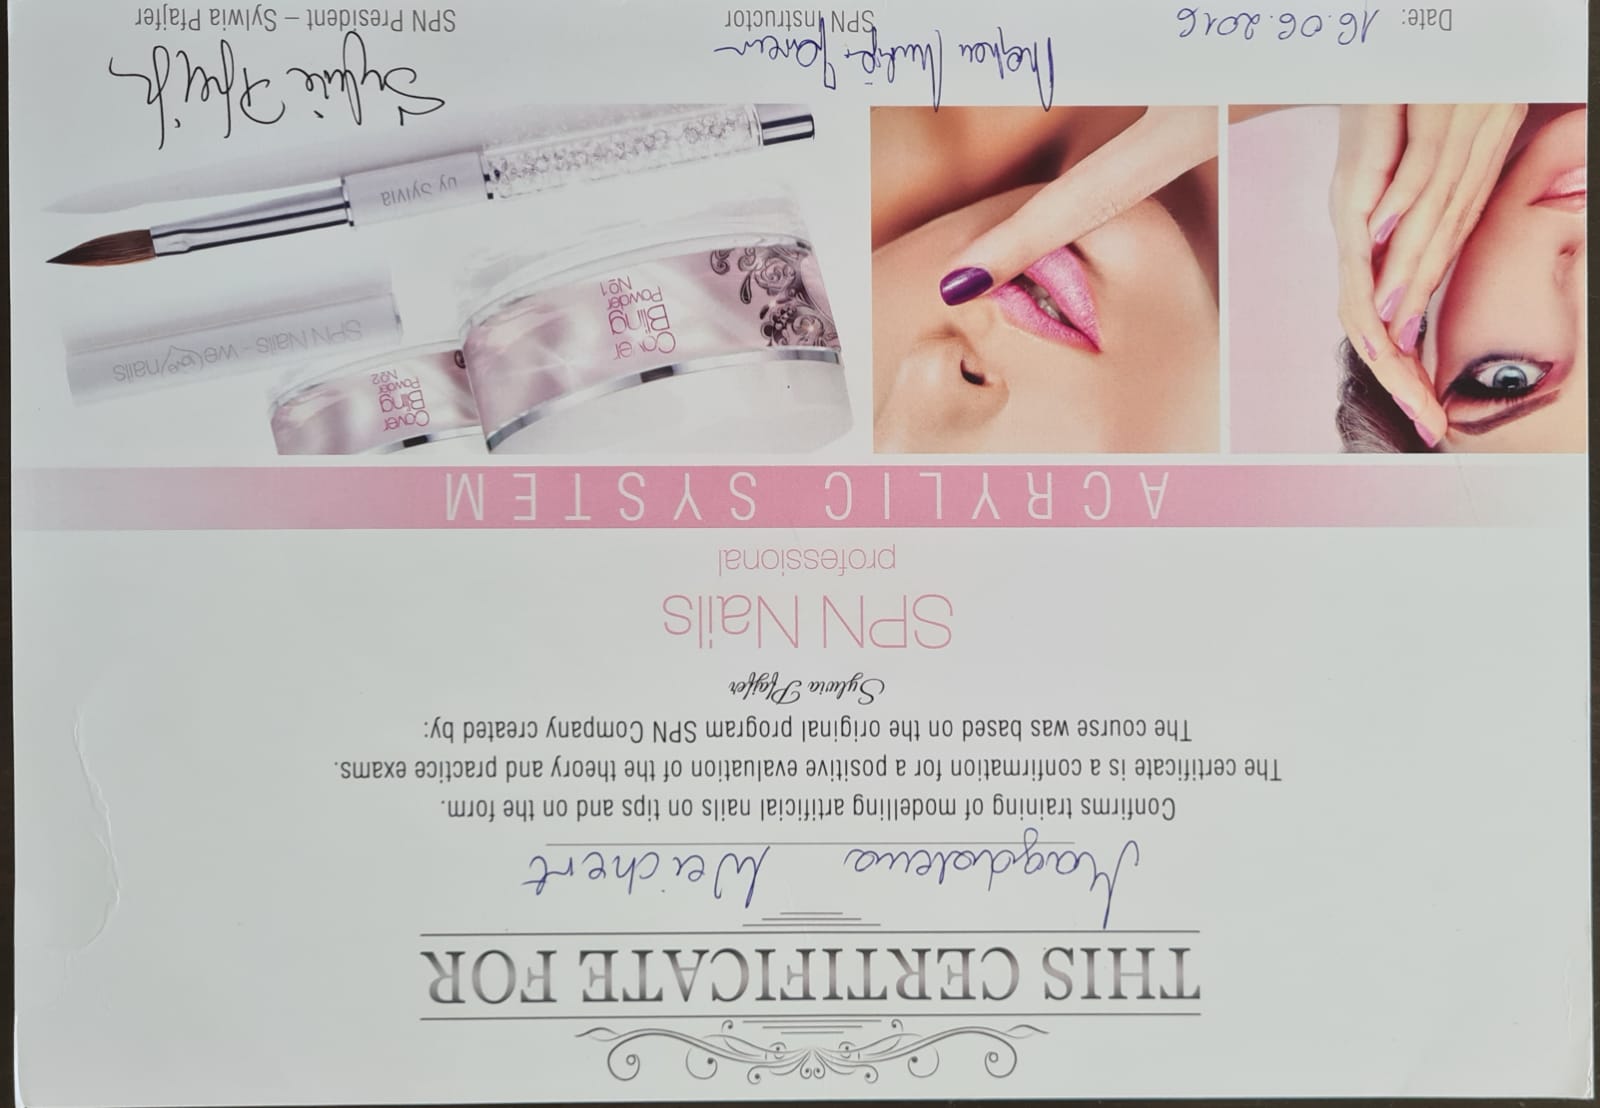 THIS CERTIFICATE FOR
Magdalena Weichert
Confirms training of modelling artificial nails on tips and on the form.
The certificate is a confirmation for a positive evaluation of the theory and practice exams.
The course was based on the original program SPN Company created by:
Sylwia Pfajfer
SPN Nails
professional
ACRYLIC SYSTEM
Cover
Bling
Powder
№2
Cover
Bling
Powder
№1
SPN Nails - we love nails
by Sylvia
Sylwia Pfajfer
Date: 16.06.2016
SPN Instructor
SPN President – Sylwia Pfajfer